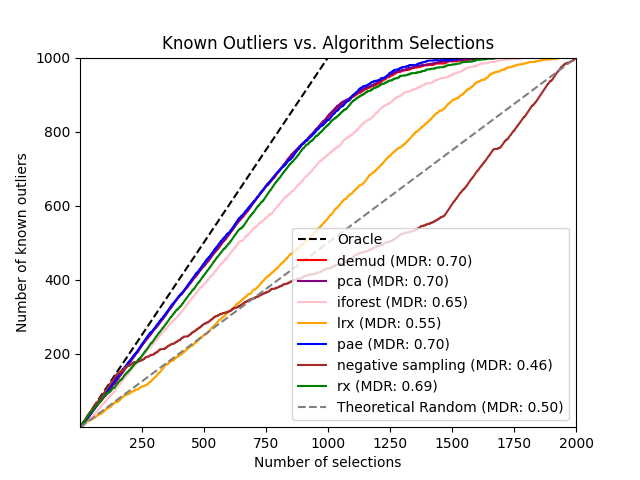 Known Outliers vs. Algorithm Selections
Number of known outliers
1000
800
600
400
200
Oracle
demud (MDR: 0.70)
pca (MDR: 0.70)
iforest (MDR: 0.65)
lrx (MDR: 0.55)
pae (MDR: 0.70)
negative sampling (MDR: 0.46)
rx (MDR: 0.69)
Theoretical Random (MDR: 0.50)
250 500 750 1000 1250 1500 1750 2000
Number of selections